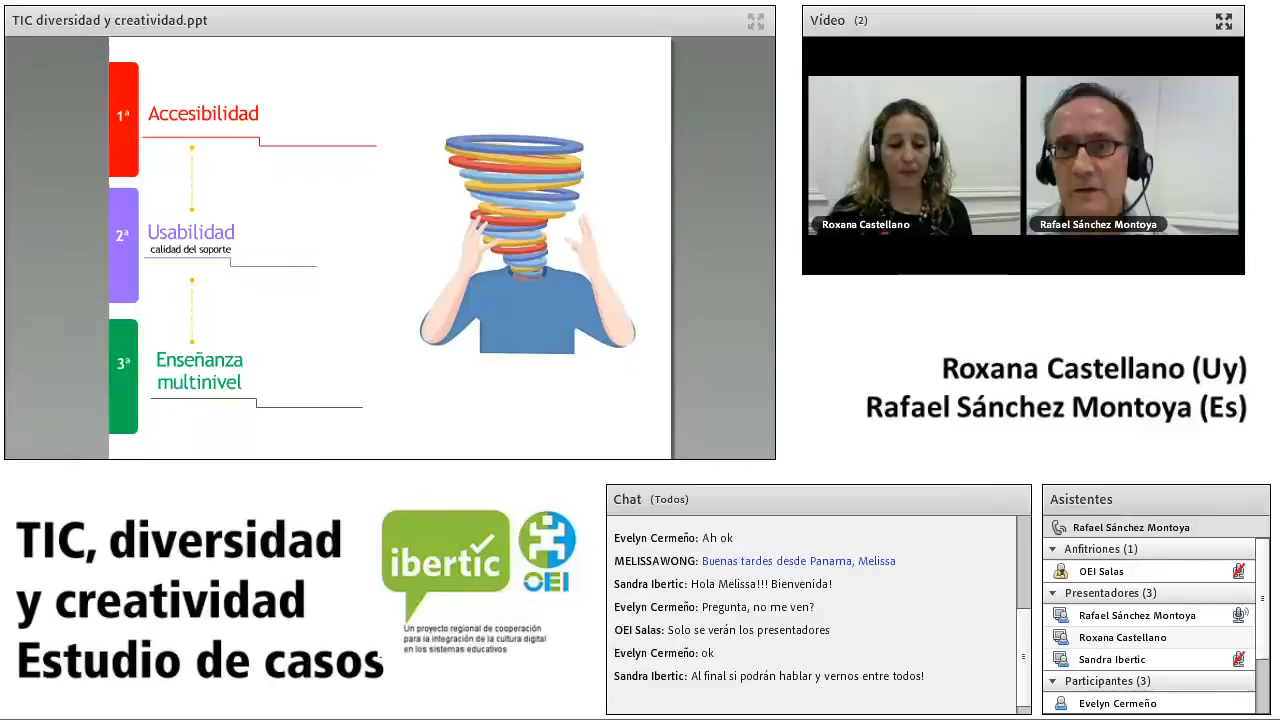 TIC diversidad y creatividad.ppt
1ª
Accesibilidad
2ª
Usabilidad
calidad del soporte
3ª
Enseñanza
multinivel
Vídeo (2)
Roxana Castellano
Rafael Sánchez Montoya
Roxana Castellano (Uy)
Rafael Sánchez Montoya (Es)
TIC, diversidad
y creatividad
Estudio de casos
ibertic
OEI
Un proyecto regional de cooperación
para la integración de la cultura digital
en los sistemas educativos
Chat (Todos)
Evelyn Cermeño: Ah ok
MELISSAWONG: Buenas tardes desde Panama, Melissa
Sandra Ibertic: Hola Melissa!!! Bienvenida!
Evelyn Cermeño: Pregunta, no me ven?
OEI Salas: Solo se verán los presentadores
Evelyn Cermeño: ok
Sandra Ibertic: Al final si podrán hablar y vernos entre todos!
Asistentes
Rafael Sánchez Montoya
Anfitriones (1)
OEI Salas
Presentadores (3)
Rafael Sánchez Montoya
Roxana Castellano
Sandra Ibertic
Participantes (3)
Evelyn Cermeño